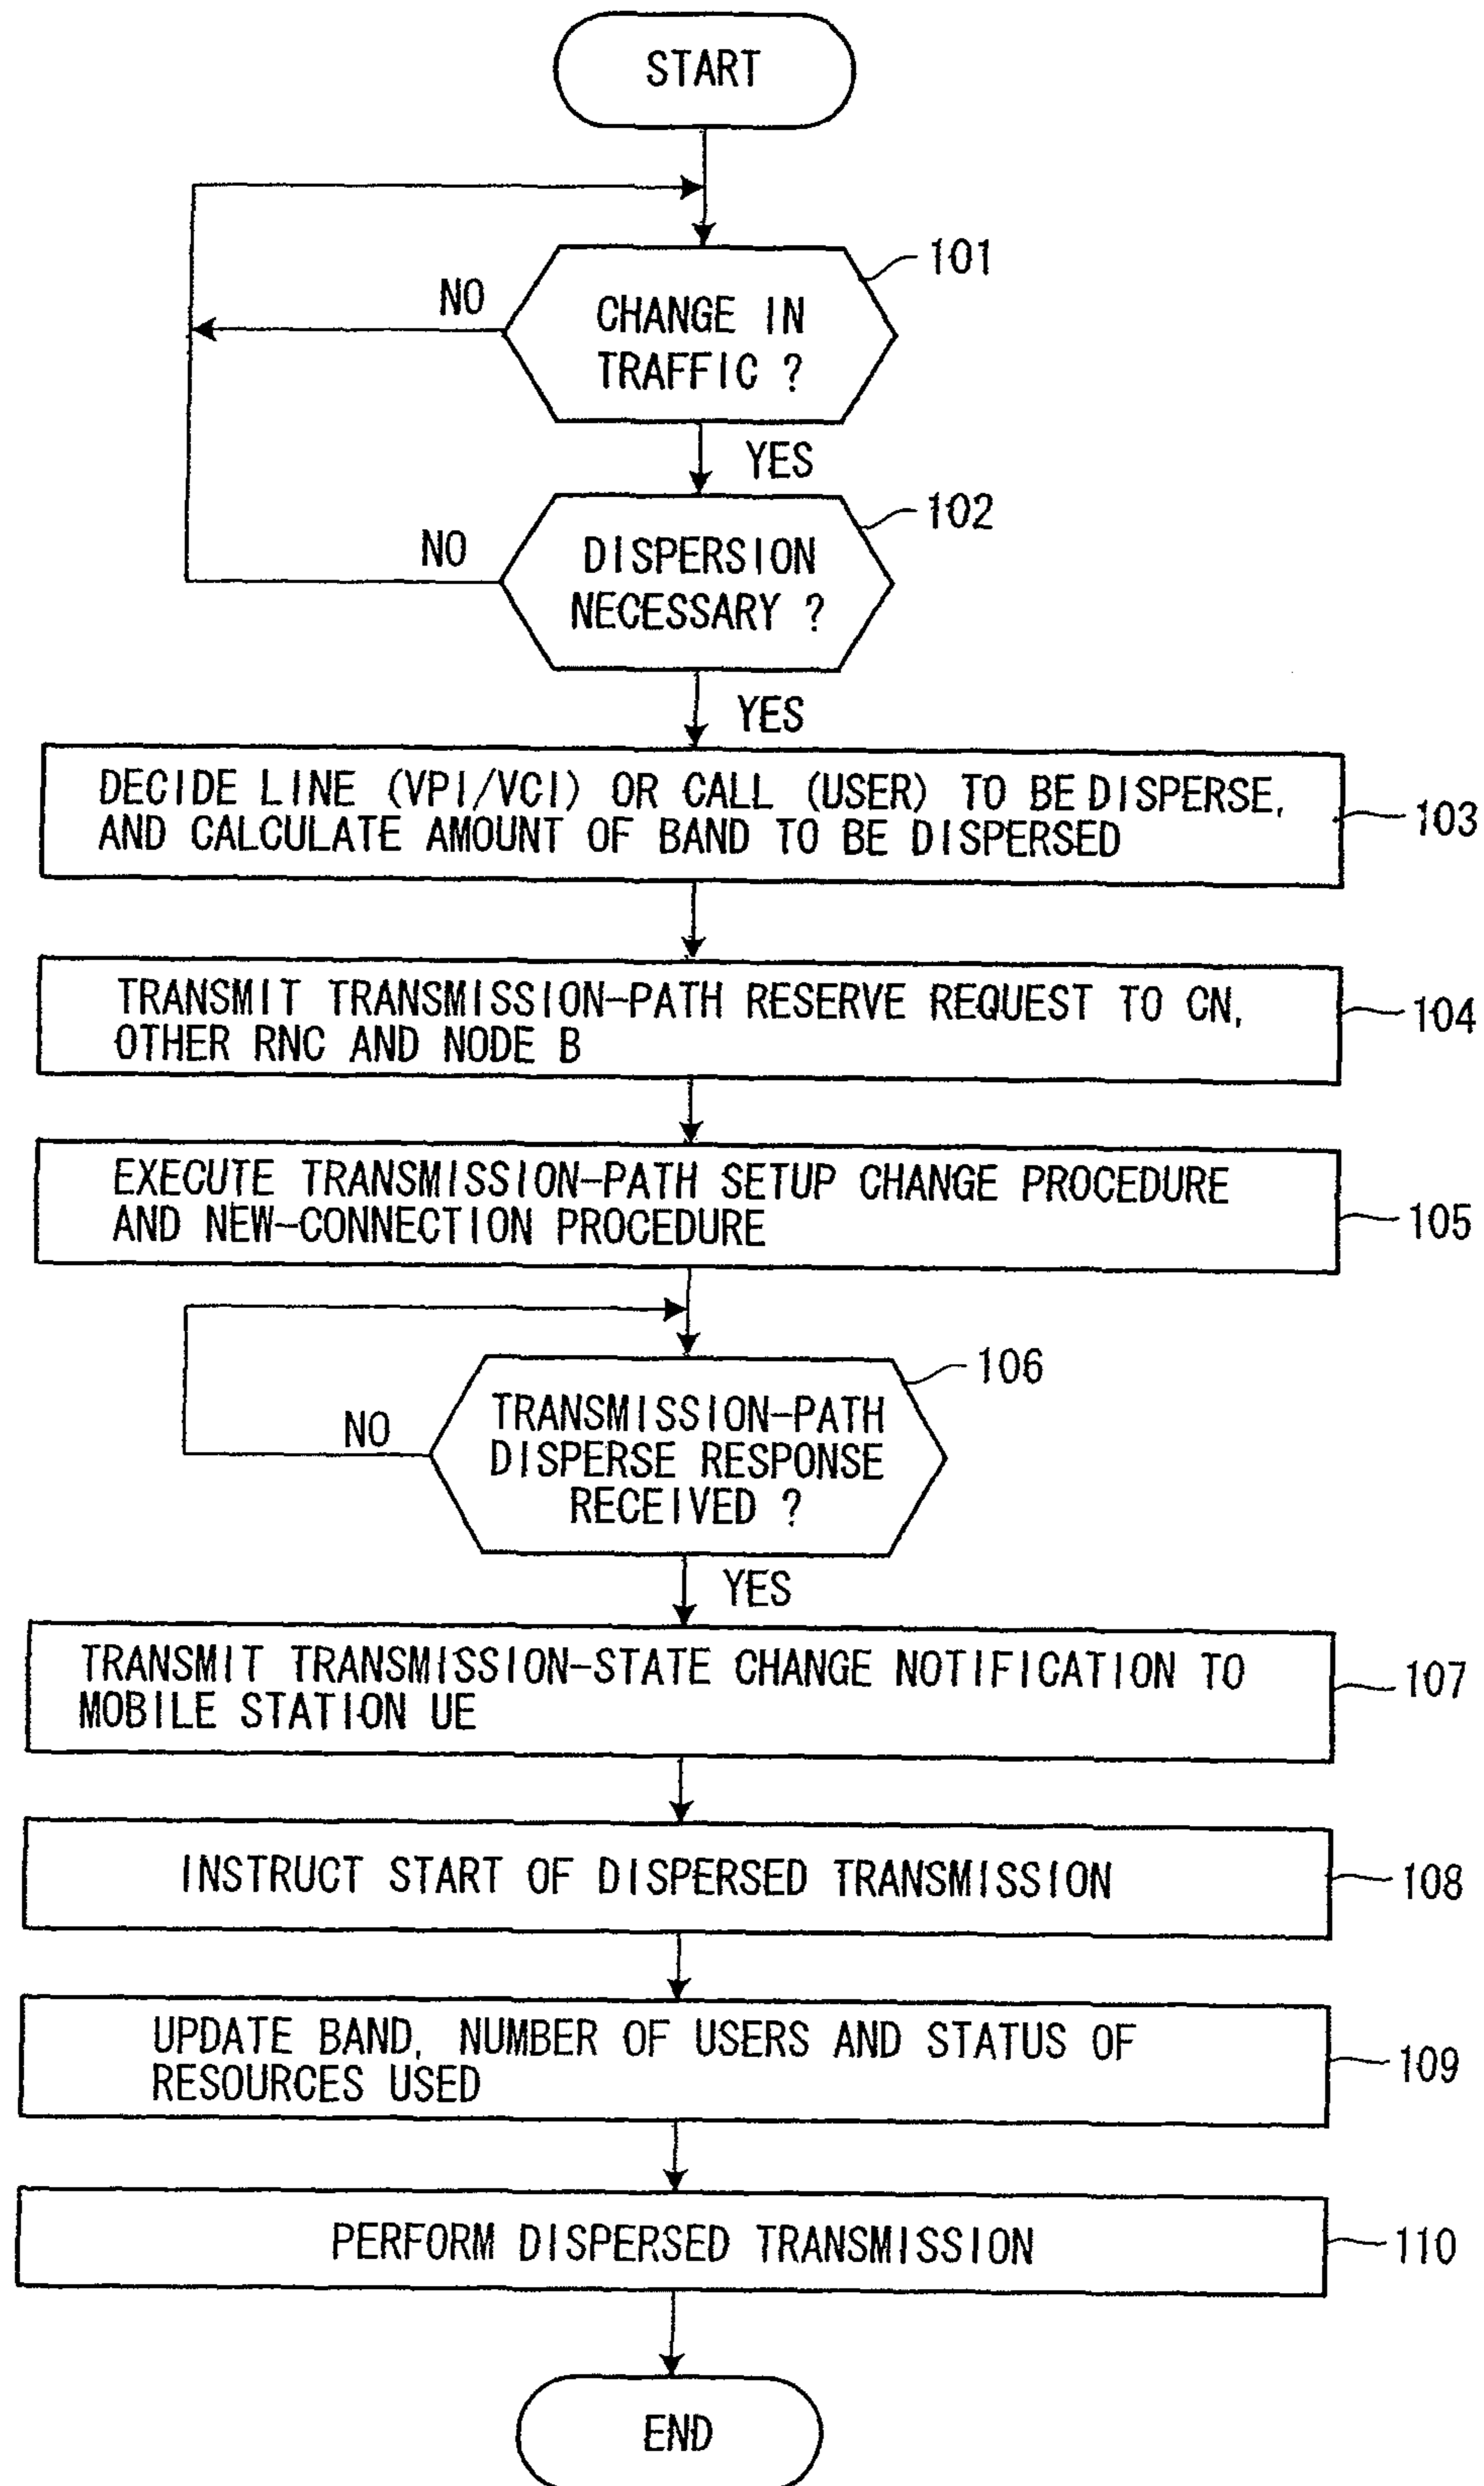 START
101
NO
CHANGE IN
TRAFFIC ?
YES
102
NO
DISPERSION
NECESSARY ?
YES
DECIDE LINE (VPI/VCI) OR CALL (USER) TO BE DISPERSE,
AND CALCULATE AMOUNT OF BAND TO BE DISPERSED
103
TRANSMIT TRANSMISSION-PATH RESERVE REQUEST TO CN,
OTHER RNC AND NODE B
104
EXECUTE TRANSMISSION-PATH SETUP CHANGE PROCEDURE
AND NEW-CONNECTION PROCEDURE
105
106
NO
TRANSMISSION-PATH
DISPERSE RESPONSE
RECEIVED ?
YES
TRANSMIT TRANSMISSION-STATE CHANGE NOTIFICATION TO
MOBILE STATION UE
107
INSTRUCT START OF DISPERSED TRANSMISSION
108
UPDATE BAND, NUMBER OF USERS AND STATUS OF
RESOURCES USED
109
PERFORM DISPERSED TRANSMISSION
110
END